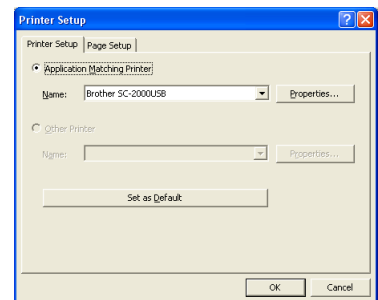 Printer Setup
Printer Setup Page Setup
Application Matching Printer
Name: Brother SC-2000USB Properties...
Other Printer
Name: Properties...
Set as Default
OK Cancel